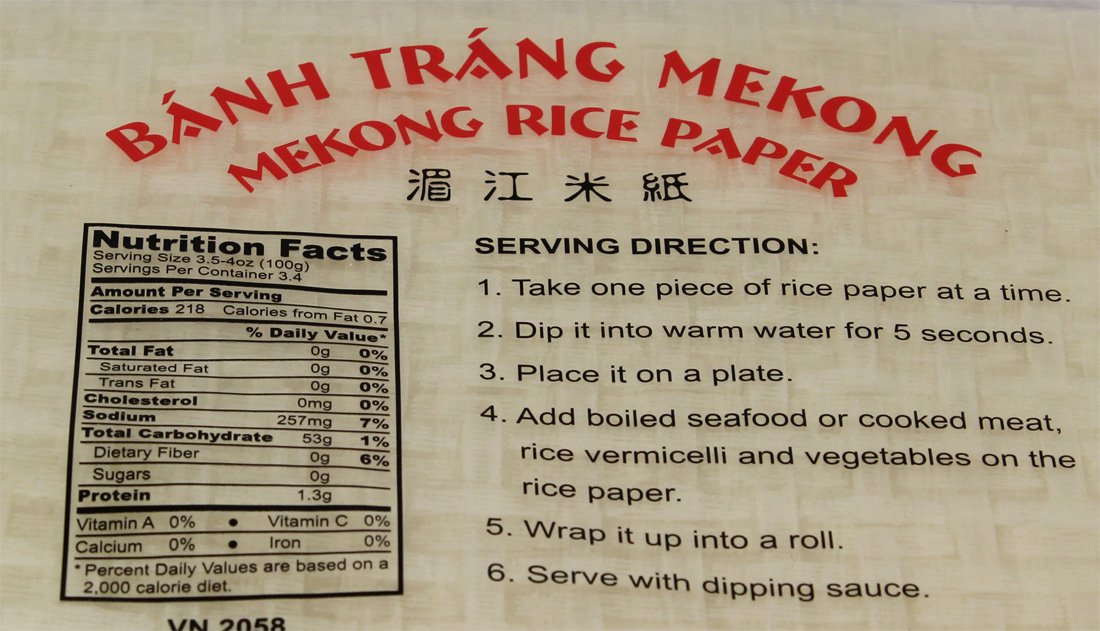 BÁNH TRÁNG MEKONG
MEKONG RICE PAPER
湄江米紙
Nutrition Facts
Serving Size 3.5-4oz (100g)
Servings Per Container 3.4
Amount Per Serving
Calories 218 Calories from Fat 0.7
% Daily Value*
Total Fat 0g 0%
Saturated Fat 0g 0%
Trans Fat 0g 0%
Cholesterol 0mg 0%
Sodium 257mg 7%
Total Carbohydrate 53g 1%
Dietary Fiber 0g 6%
Sugars 0g
Protein 1.3g
Vitamin A 0% • Vitamin C 0%
Calcium 0% • Iron 0%
* Percent Daily Values are based on a
2,000 calorie diet.
VN 2058
SERVING DIRECTION:
1. Take one piece of rice paper at a time.
2. Dip it into warm water for 5 seconds.
3. Place it on a plate.
4. Add boiled seafood or cooked meat,
rice vermicelli and vegetables on the
rice paper.
5. Wrap it up into a roll.
6. Serve with dipping sauce.